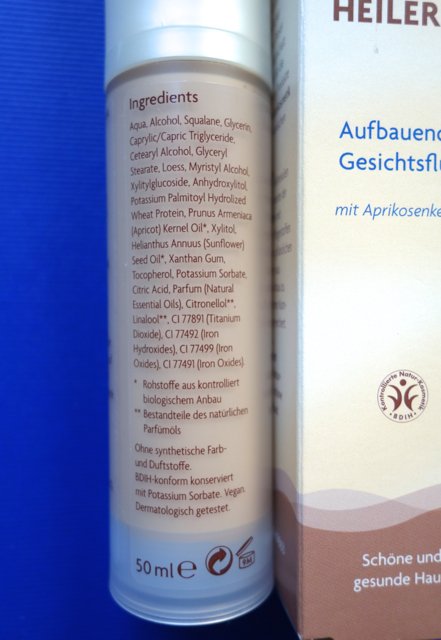 Ingredients
Aqua, Alcohol, Squalane, Glycerin,
Caprylic/Capric Triglyceride,
Cetearyl Alcohol, Glyceryl
Stearate, Loess, Myristyl Alcohol,
Xylitylglucoside, Anhydroxylitol,
Potassium Palmitoyl Hydrolized
Wheat Protein, Prunus Armeniaca
(Apricot) Kernel Oil*, Xylitol,
Helianthus Annuus (Sunflower)
Seed Oil*, Xanthan Gum,
Tocopherol, Potassium Sorbate,
Citric Acid, Parfum (Natural
Essential Oils), Citronellol**,
Linalool**, CI 77891 (Titanium
Dioxide), CI 77492 (Iron
Hydroxides), CI 77499 (Iron
Oxides), CI 77491 (Iron Oxides).
* Rohstoffe aus kontrolliert
biologischem Anbau
** Bestandteile des natürlichen
Parfümöls
Ohne synthetische Farb-
und Duftstoffe.
BDIH-konform konserviert
mit Potassium Sorbate. Vegan.
Dermatologisch getestet.
50 ml e
9M
HEILER
Aufbauend
Gesichtsflu
mit Aprikosenke
Kontrollierte Natur-Kosmetik
BDIH
Schöne und
gesunde Hau